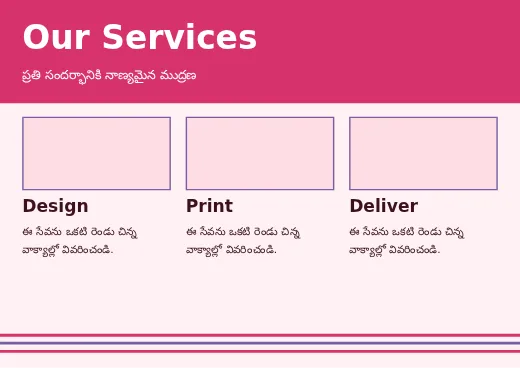 Our Services
ప్రతి సందర్భానికి నాణ్యమైన ముద్రణ
Design
ఈ సేవను ఒకటి రెండు చిన్న
వాక్యాల్లో వివరించండి.
Print
ఈ సేవను ఒకటి రెండు చిన్న
వాక్యాల్లో వివరించండి.
Deliver
ఈ సేవను ఒకటి రెండు చిన్న
వాక్యాల్లో వివరించండి.